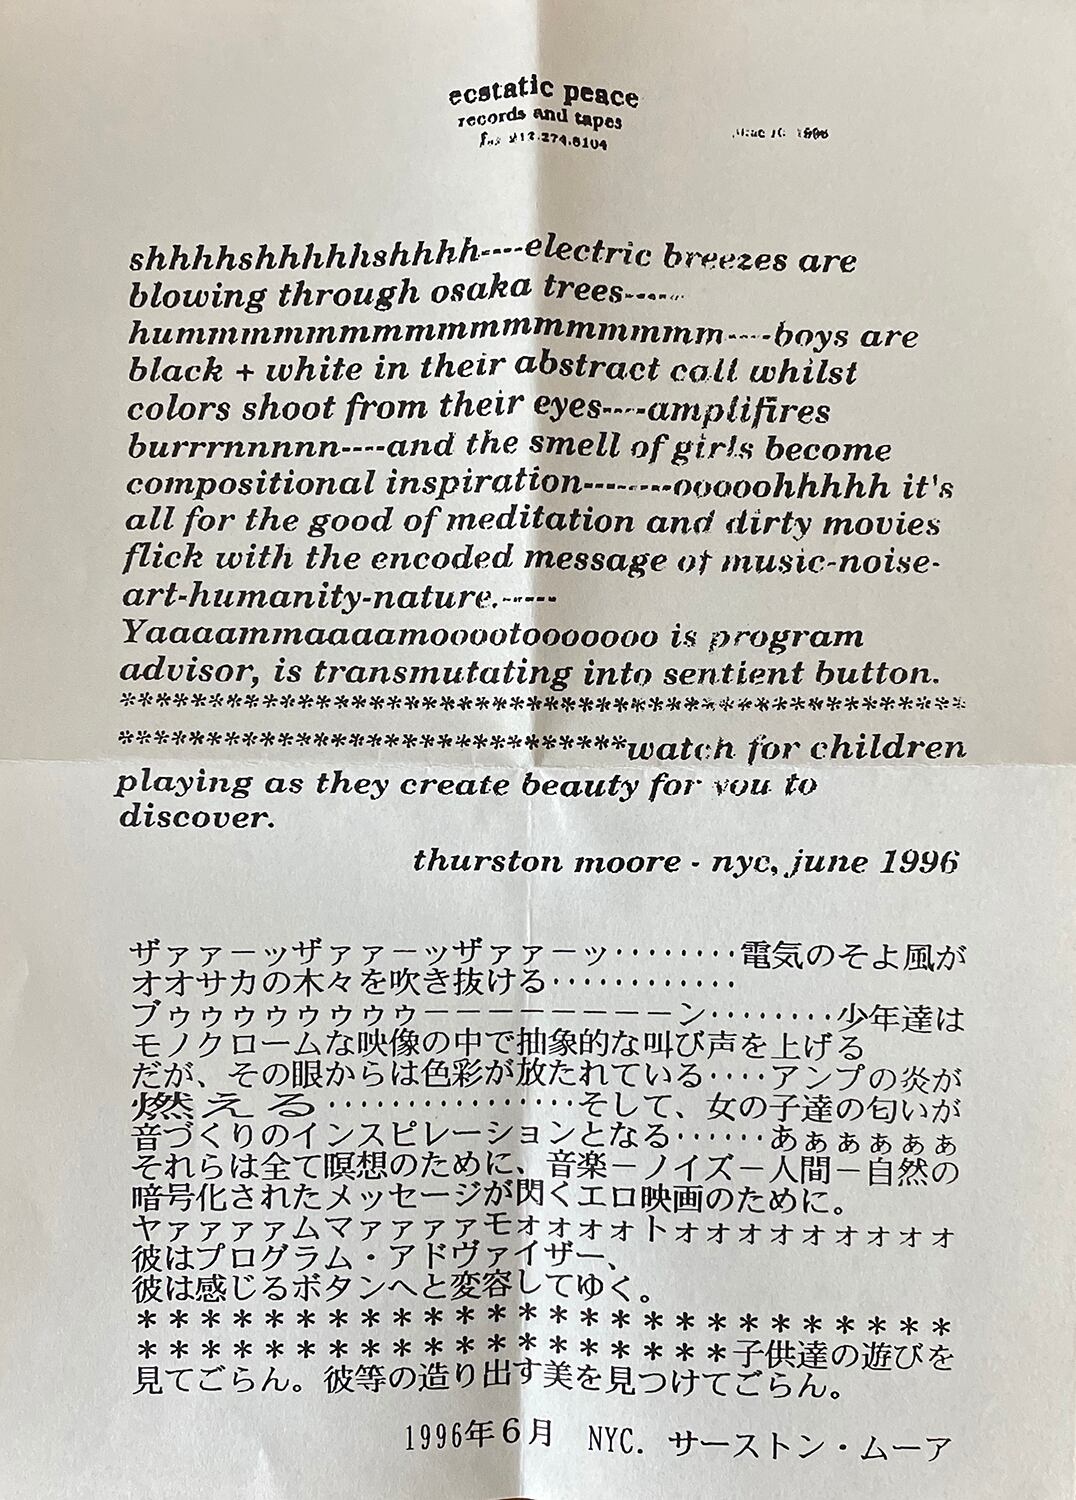 ecstatic peace
records and tapes
fax 212.274.6104
1996
shhhhshhhhhhshhhh----electric breezes are
blowing through osaka trees------
hummmmmmmmmmmmmmmmmm----boys are
black + white in their abstract call whilst
colors shoot from their eyes----amplifires
burrrnnnnnn----and the smell of girls become
compositional inspiration--------ooooohhhhh it's
all for the good of meditation and dirty movies
flick with the encoded message of music-noise-
art-humanity-nature.-----
Yaaaammaaaamooootooooooo is program
advisor, is transmutating into sentient button.
************************************************************************
*******************************************watch for children
playing as they create beauty for you to
discover.
thurston moore - nyc, june 1996
ザァァーッザァァーッザァァーッ········電気のそよ風が
オオサカの木々を吹き抜ける············
ブゥゥゥゥゥゥゥゥーーーーーーーーン········少年達は
モノクロームな映像の中で抽象的な叫び声を上げる
だが、その眼からは色彩が放たれている····アンプの炎が
燃える················そして、女の子達の匂いが
音づくりのインスピレーションとなる······あぁぁぁぁぁ
それらは全て瞑想のために、音楽－ノイズ－人間－自然の
暗号化されたメッセージが閃くエロ映画のために。
ヤァァァァムマァァァァモォォォォトォォォォォォォォォ
彼はプログラム・アドヴァイザー、
彼は感じるボタンへと変容してゆく。
**************************
*******************子供達の遊びを
見てごらん。彼等の造り出す美を見つけてごらん。
1996年6月 NYC. サーストン・ムーア